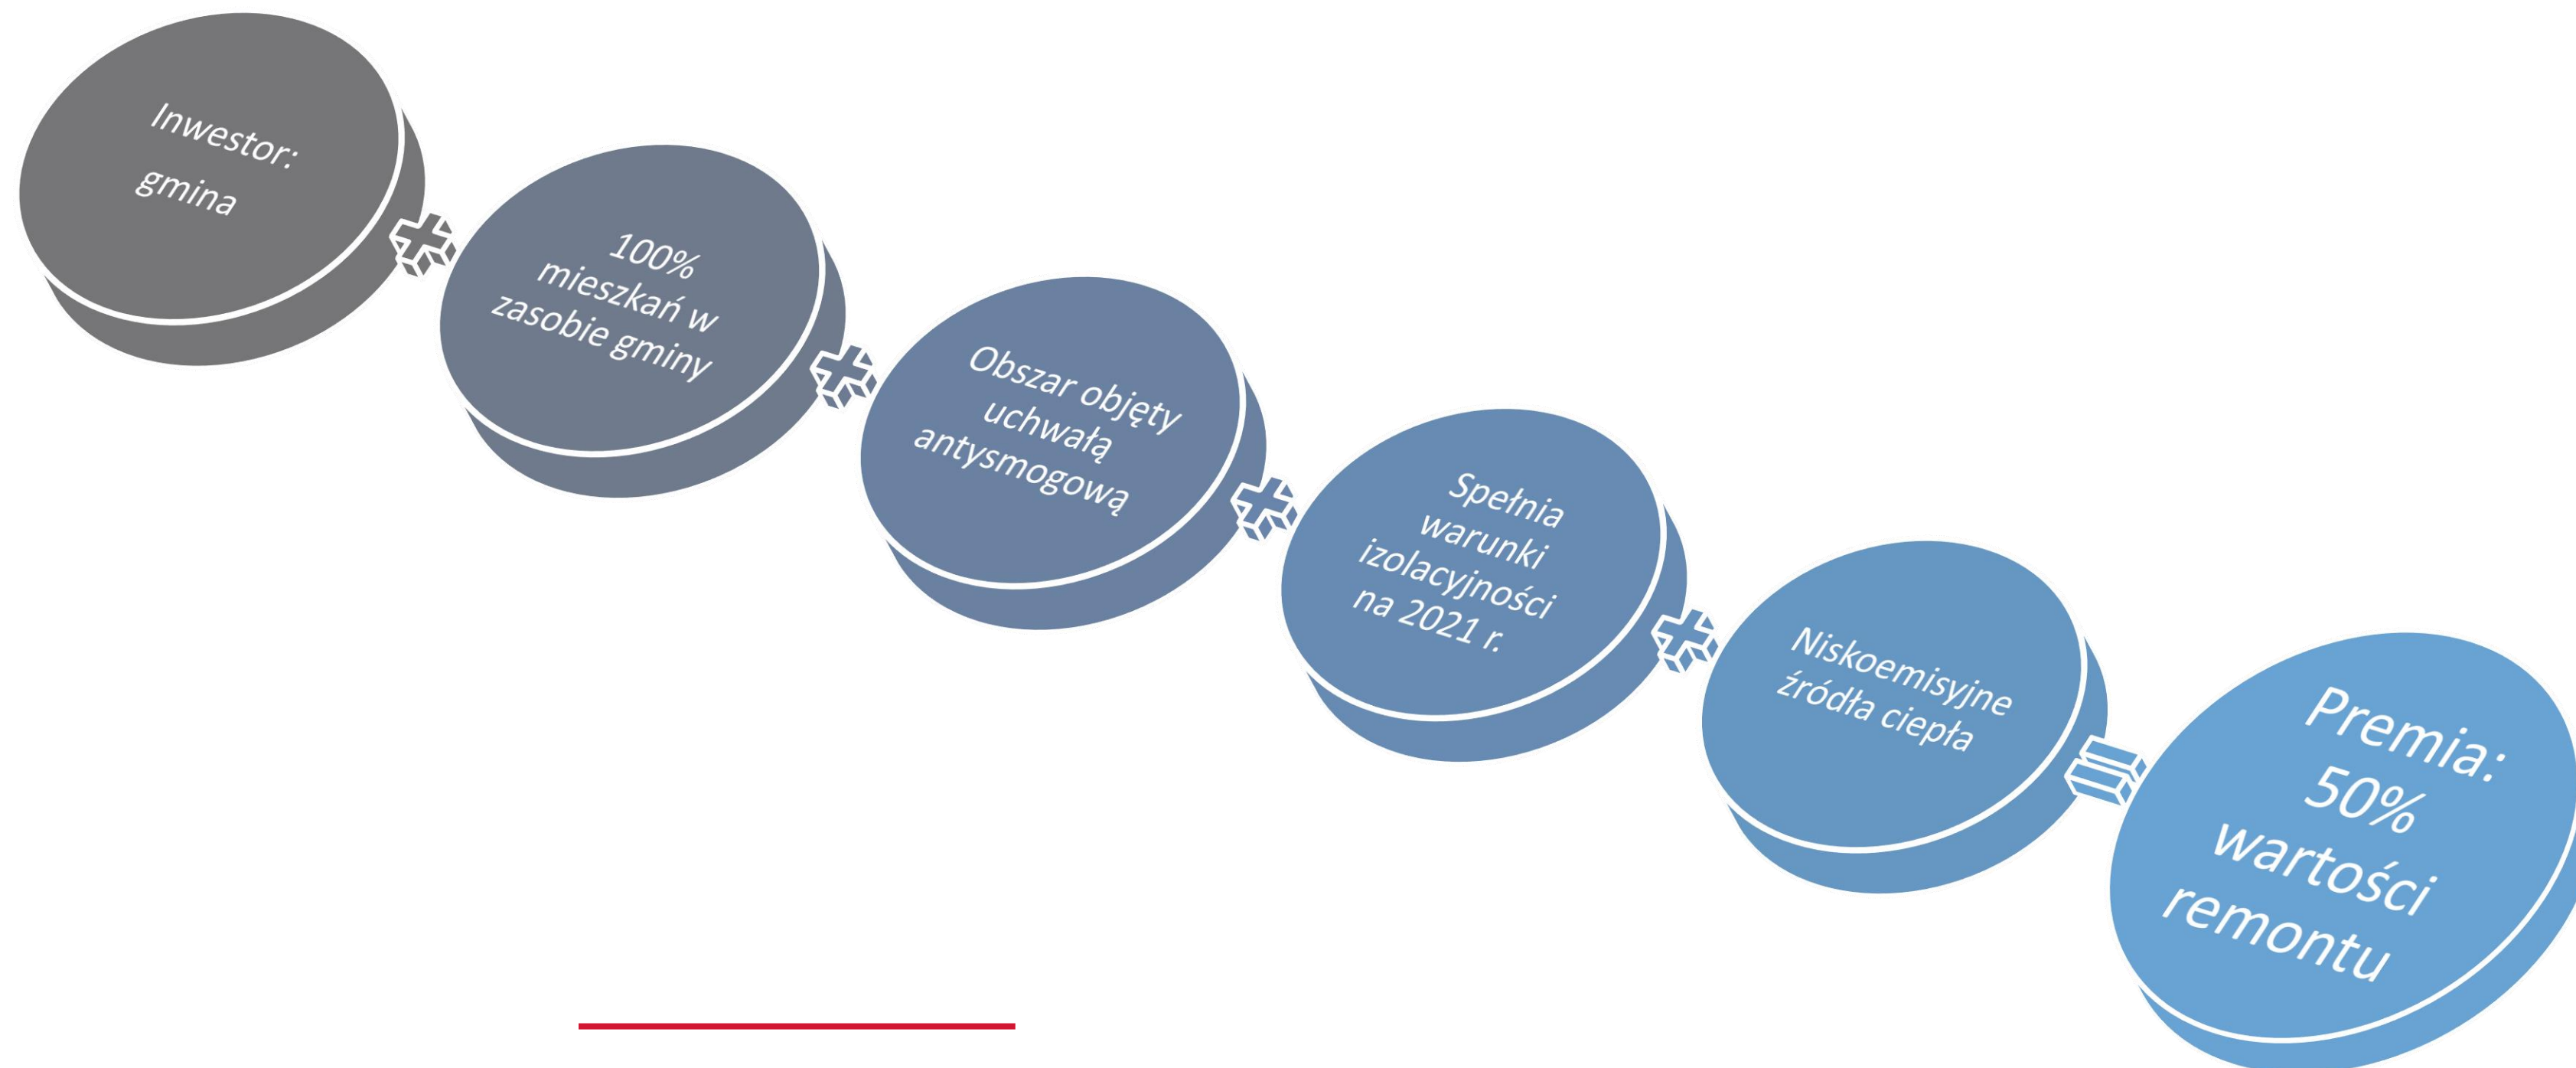 Inwestor:
gmina
100%
mieszkań w
zasobie gminy
Obszar objęty
uchwałą
antysmogową
Spełnia
warunki
izolacyjności
na 2021 r.
Niskoemisyjne
źródła ciepła
Premia:
50%
wartości
remontu